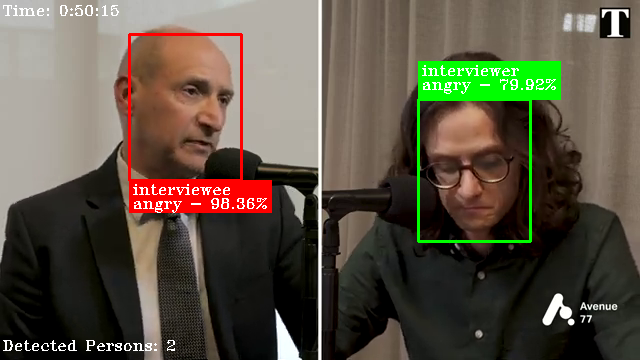 Time: 0:50:15
T
interviewer
angry — 79.92%
interviewee
angry — 98.36%
Avenue
77
Detected Persons: 2